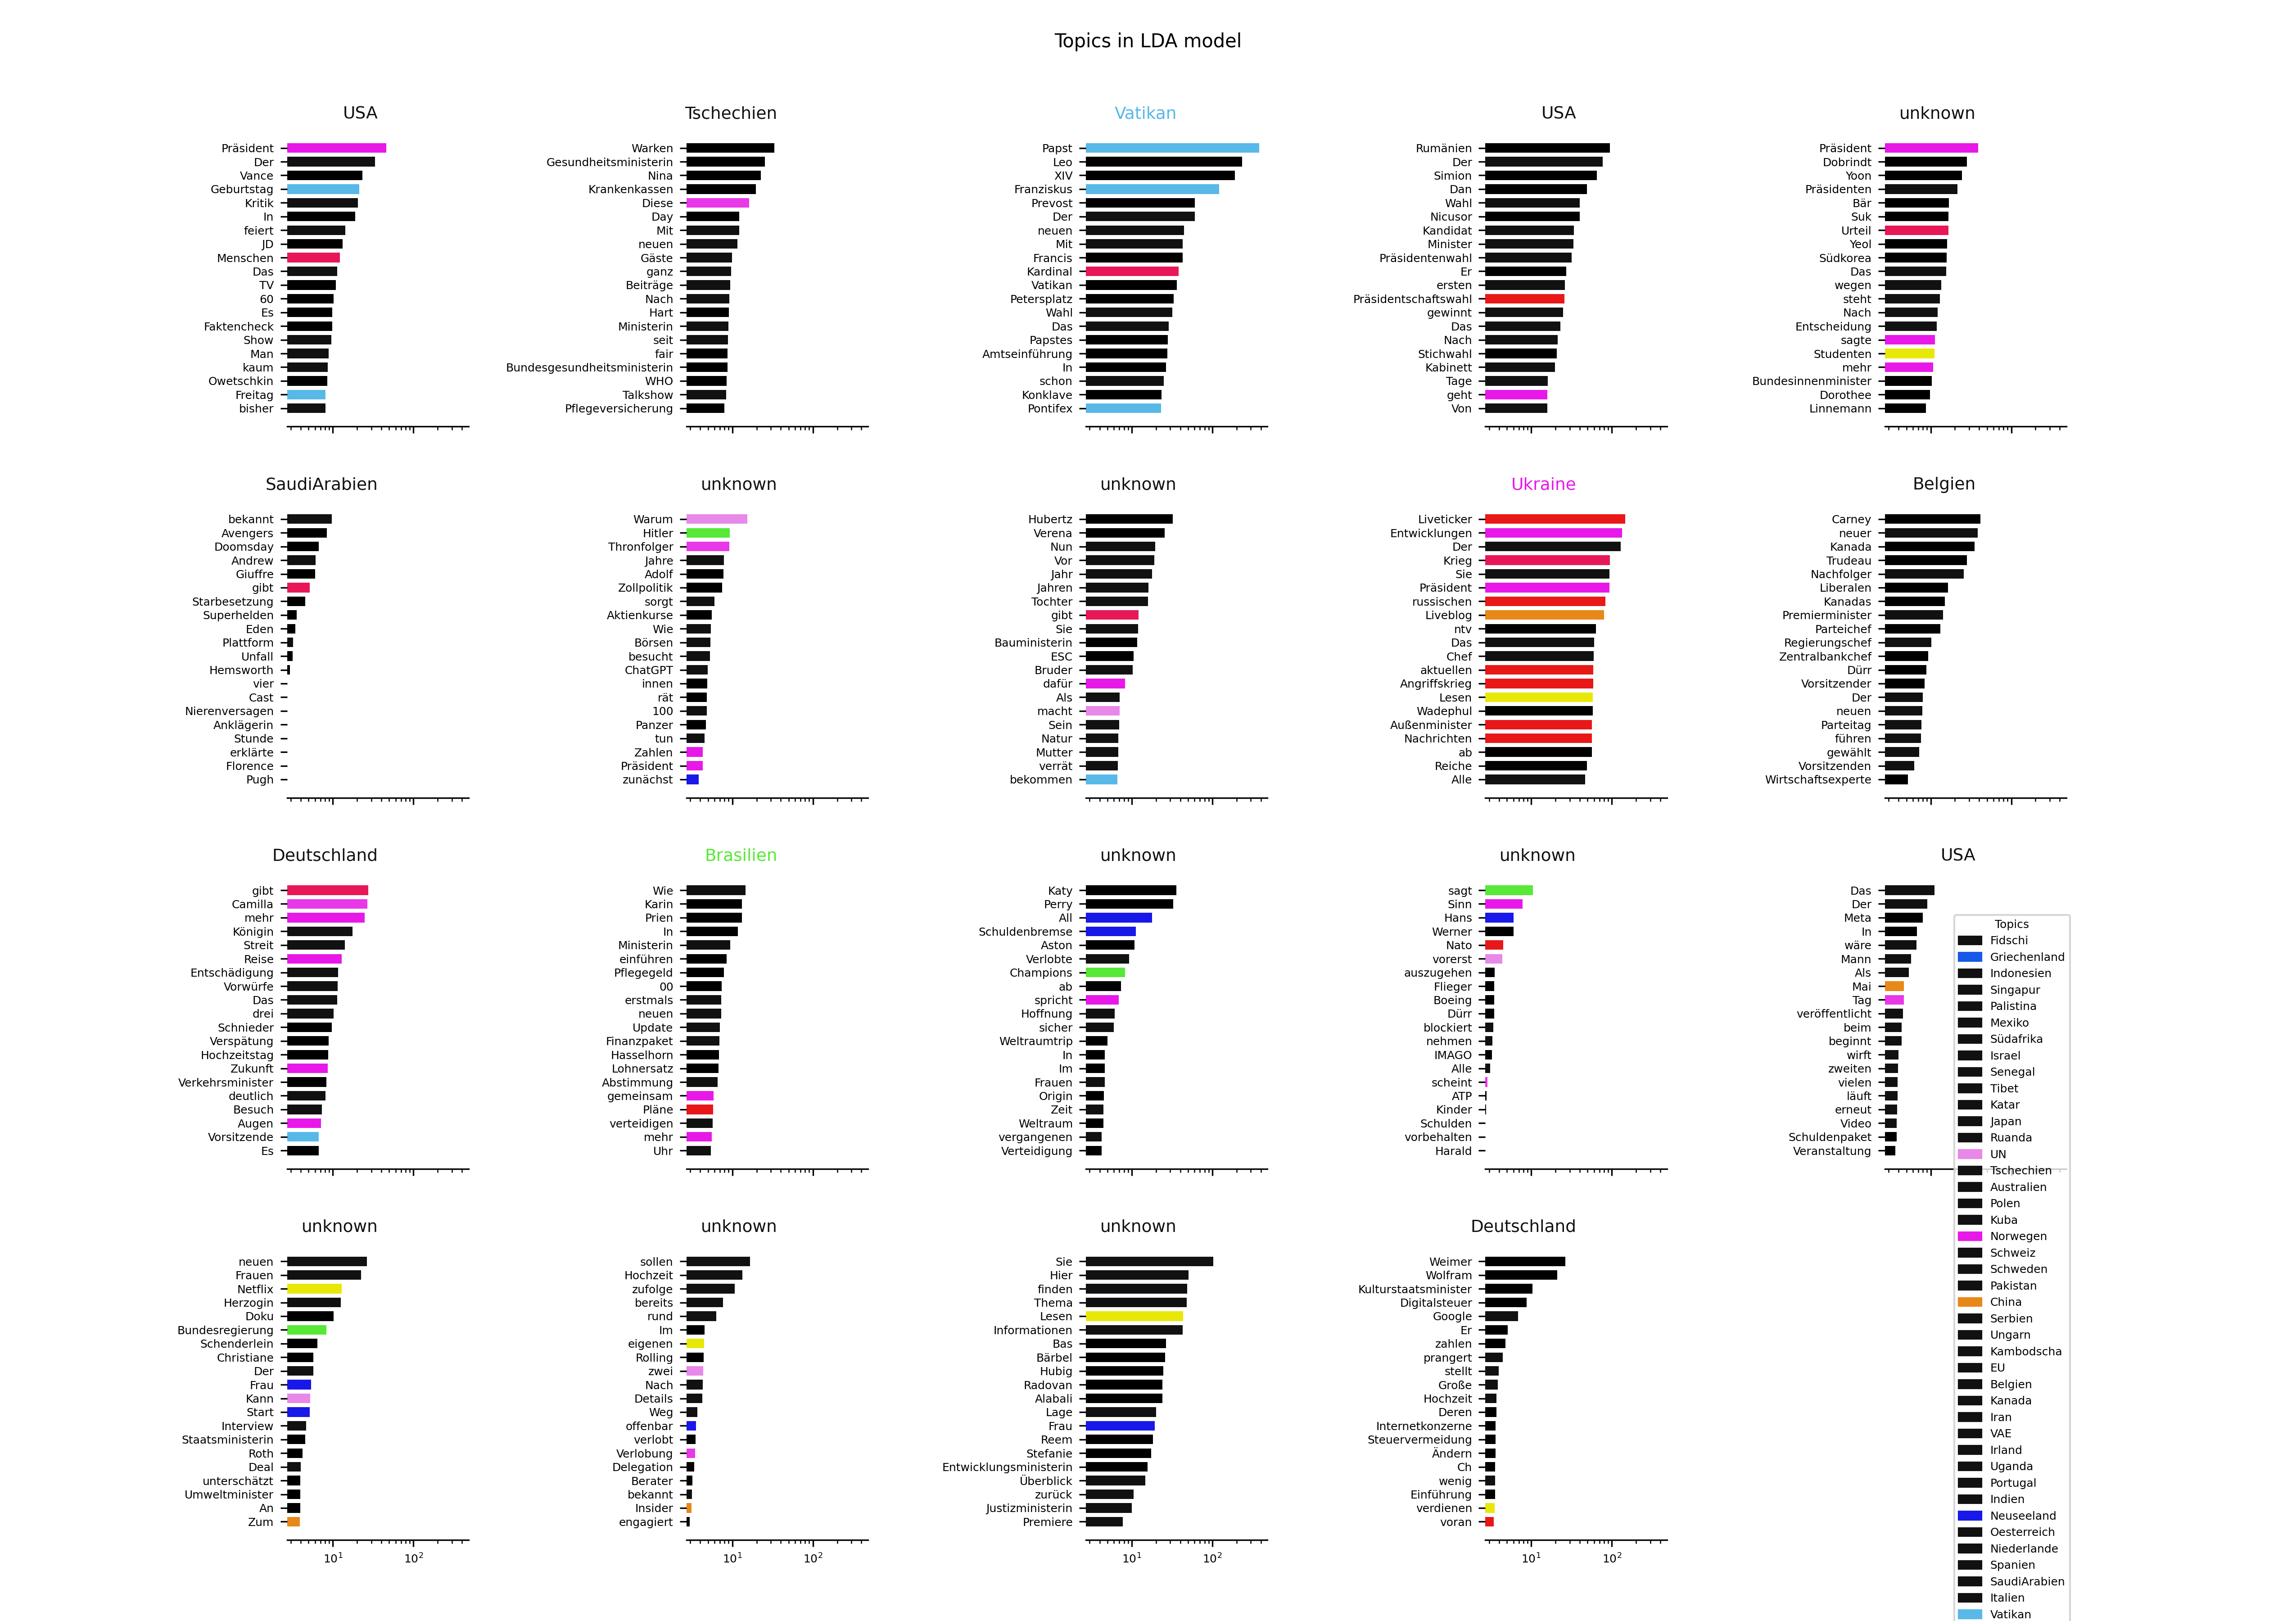 Topics in LDA model
USA
Präsident
Der
Vance
Geburtstag
Kritik
In
feiert
JD
Menschen
Das
TV
60
Es
Faktencheck
Show
Man
kaum
Owetschkin
Freitag
bisher
Tschechien
Warken
Gesundheitsministerin
Nina
Krankenkassen
Diese
Day
Mit
neuen
Gäste
ganz
Beiträge
Nach
Hart
Ministerin
seit
fair
Bundesgesundheitsministerin
WHO
Talkshow
Pflegeversicherung
Vatikan
Papst
Leo
XIV
Franziskus
Prevost
Der
neuen
Mit
Francis
Kardinal
Vatikan
Petersplatz
Wahl
Das
Papstes
Amtseinführung
In
schon
Konklave
Pontifex
USA
Rumänien
Der
Simion
Dan
Wahl
Nicusor
Kandidat
Minister
Präsidentenwahl
Er
ersten
Präsidentschaftswahl
gewinnt
Das
Nach
Stichwahl
Kabinett
Tage
geht
Von
unknown
Präsident
Dobrindt
Yoon
Präsidenten
Bär
Suk
Urteil
Yeol
Südkorea
Das
wegen
steht
Nach
Entscheidung
sagte
Studenten
mehr
Bundesinnenminister
Dorothee
Linnemann
SaudiArabien
bekannt
Avengers
Doomsday
Andrew
Giuffre
gibt
Starbesetzung
Superhelden
Eden
Plattform
Unfall
Hemsworth
vier
Cast
Nierenversagen
Anklägerin
Stunde
erklärte
Florence
Pugh
unknown
Warum
Hitler
Thronfolger
Jahre
Adolf
Zollpolitik
sorgt
Aktienkurse
Wie
Börsen
besucht
ChatGPT
innen
rät
100
Panzer
tun
Zahlen
Präsident
zunächst
unknown
Hubertz
Verena
Nun
Vor
Jahr
Jahren
Tochter
gibt
Sie
Bauministerin
ESC
Bruder
dafür
Als
macht
Sein
Natur
Mutter
verrät
bekommen
Ukraine
Liveticker
Entwicklungen
Der
Krieg
Sie
Präsident
russischen
Liveblog
ntv
Das
Chef
aktuellen
Angriffskrieg
Lesen
Wadephul
Außenminister
Nachrichten
ab
Reiche
Alle
Belgien
Carney
neuer
Kanada
Trudeau
Nachfolger
Liberalen
Kanadas
Premierminister
Parteichef
Regierungschef
Zentralbankchef
Dürr
Vorsitzender
Der
neuen
Parteitag
führen
gewählt
Vorsitzenden
Wirtschaftsexperte
Deutschland
gibt
Camilla
mehr
Königin
Streit
Reise
Entschädigung
Vorwürfe
Das
drei
Schnieder
Verspätung
Hochzeitstag
Zukunft
Verkehrsminister
deutlich
Besuch
Augen
Vorsitzende
Es
Brasilien
Wie
Karin
Prien
In
Ministerin
einführen
Pflegegeld
00
erstmals
neuen
Update
Finanzpaket
Hasselhorn
Lohnersatz
Abstimmung
gemeinsam
Pläne
verteidigen
mehr
Uhr
unknown
Katy
Perry
All
Schuldenbremse
Aston
Verlobte
Champions
ab
spricht
Hoffnung
sicher
Weltraumtrip
In
Im
Frauen
Origin
Zeit
Weltraum
vergangenen
Verteidigung
unknown
sagt
Sinn
Hans
Werner
Nato
vorerst
auszugehen
Flieger
Boeing
Dürr
blockiert
nehmen
IMAGO
Alle
scheint
ATP
Kinder
Schulden
vorbehalten
Harald
USA
Das
Der
Meta
In
wäre
Mann
Als
Mai
Tag
veröffentlicht
beim
beginnt
wirft
zweiten
vielen
läuft
erneut
Video
Schuldenpaket
Veranstaltung
unknown
neuen
Frauen
Netflix
Herzogin
Doku
Bundesregierung
Schenderlein
Christiane
Der
Frau
Kann
Start
Interview
Staatsministerin
Roth
Deal
unterschätzt
Umweltminister
An
Zum
10¹ 10²
unknown
sollen
Hochzeit
zufolge
bereits
rund
Im
eigenen
Rolling
zwei
Nach
Details
Weg
offenbar
verlobt
Verlobung
Delegation
Berater
bekannt
Insider
engagiert
10¹ 10²
unknown
Sie
Hier
finden
Thema
Lesen
Informationen
Bas
Bärbel
Hubig
Radovan
Alabali
Lage
Frau
Reem
Stefanie
Entwicklungsministerin
Überblick
zurück
Justizministerin
Premiere
10¹ 10²
Deutschland
Weimer
Wolfram
Kulturstaatsminister
Digitalsteuer
Google
Er
zahlen
prangert
stellt
Große
Hochzeit
Deren
Internetkonzerne
Steuervermeidung
Ändern
Ch
wenig
Einführung
verdienen
voran
10¹ 10²
Topics
Fidschi
Griechenland
Indonesien
Singapur
Palistina
Mexiko
Südafrika
Israel
Senegal
Tibet
Katar
Japan
Ruanda
UN
Tschechien
Australien
Polen
Kuba
Norwegen
Schweiz
Schweden
Pakistan
China
Serbien
Ungarn
Kambodscha
EU
Belgien
Kanada
Iran
VAE
Irland
Uganda
Portugal
Indien
Neuseeland
Oesterreich
Niederlande
Spanien
SaudiArabien
Italien
Vatikan